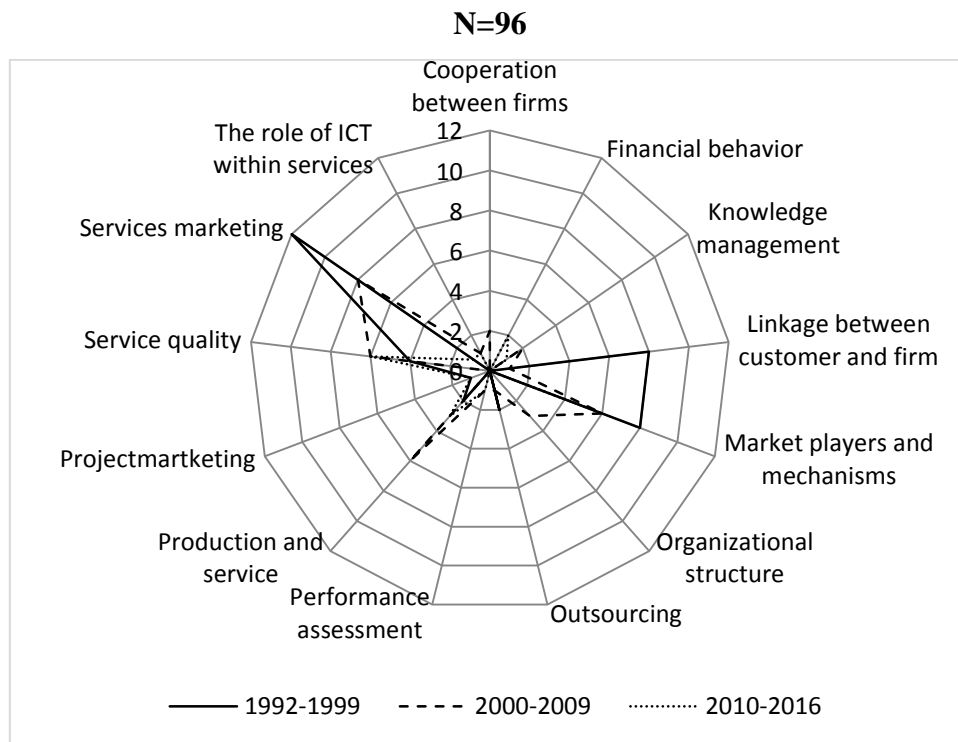 N=96
Cooperation
between firms
Financial behavior
Knowledge
management
Linkage between
customer and firm
Market players and
mechanisms
Organizational
structure
Outsourcing
Performance
assessment
Production and
service
Projectmartketing
Service quality
Services marketing
The role of ICT
within services
12
10
8
6
4
2
0
1992-1999
2000-2009
2010-2016